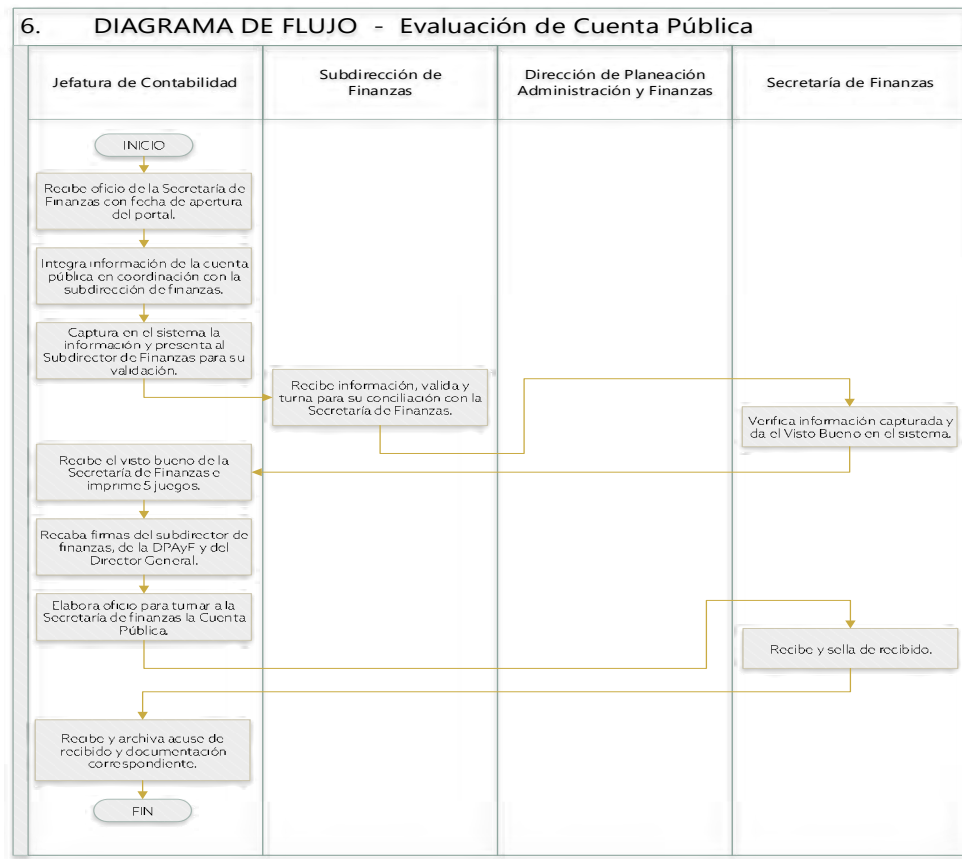 6. DIAGRAMA DE FLUJO - Evaluación de Cuenta Pública
Jefatura de Contabilidad
Subdirección de
Finanzas
Dirección de Planeación
Administración y Finanzas
Secretaría de Finanzas
INICIO
Recibe oficio de la Secretaría de
Finanzas con fecha de apertura
del portal.
Integra información de la cuenta
pública en coordinación con la
subdirección de finanzas.
Captura en el sistema la
información y presenta al
Subdirector de Finanzas para su
validación.
Recibe información, valida y
turna para su conciliación con la
Secretaría de Finanzas.
Verifica información capturada y
da el Visto Bueno en el sistema.
Recibe el visto bueno de la
Secretaría de Finanzas e
imprime 5 juegos.
Recaba firmas del subdirector de
finanzas, de la DPAyF y del
Director General.
Elabora oficio para turnar a la
Secretaría de finanzas la Cuenta
Pública.
Recibe y sella de recibido.
Recibe y archiva acuse de
recibido y documentación
correspondiente.
FIN